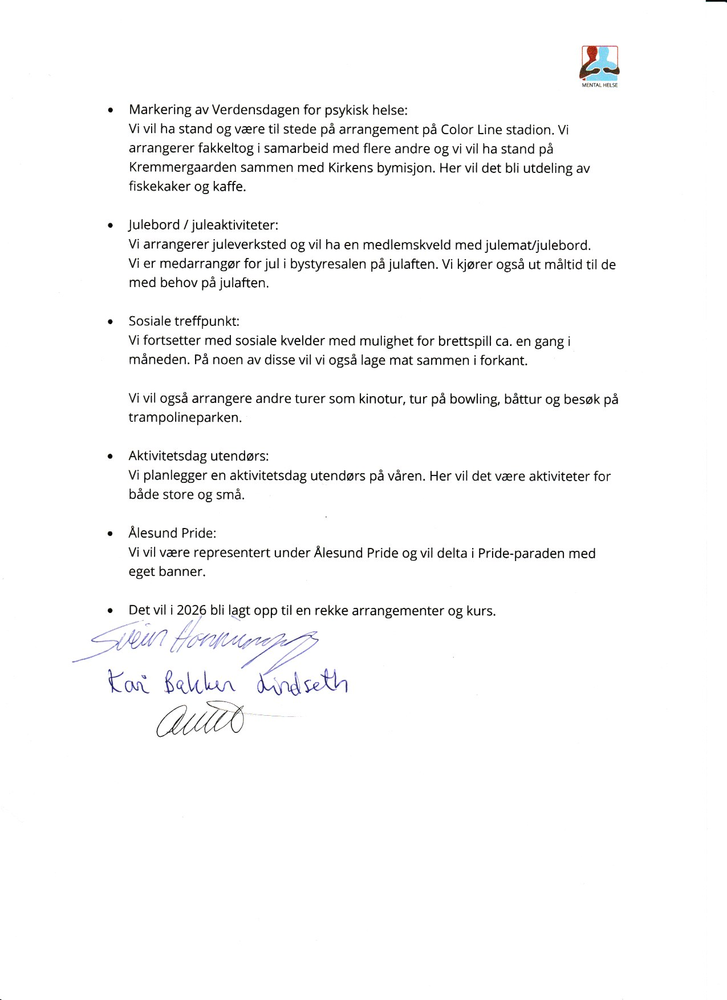 MENTAL HELSE
• Markering av Verdensdagen for psykisk helse:
Vi vil ha stand og være til stede på arrangement på Color Line stadion. Vi
arrangerer fakkeltog i samarbeid med flere andre og vi vil ha stand på
Kremmergaarden sammen med Kirkens bymisjon. Her vil det bli utdeling av
fiskekaker og kaffe.
• Julebord / juleaktiviteter:
Vi arrangerer juleverksted og vil ha en medlemskveld med julemat/julebord.
Vi er medarrangør for jul i bystyresalen på julaften. Vi kjører også ut måltid til de
med behov på julaften.
• Sosiale treffpunkt:
Vi fortsetter med sosiale kvelder med mulighet for brettspill ca. en gang i
måneden. På noen av disse vil vi også lage mat sammen i forkant.
Vi vil også arrangere andre turer som kinotur, tur på bowling, båttur og besøk på
trampolineparken.
• Aktivitetsdag utendørs:
Vi planlegger en aktivitetsdag utendørs på våren. Her vil det være aktiviteter for
både store og små.
• Ålesund Pride:
Vi vil være representert under Ålesund Pride og vil delta i Pride-paraden med
eget banner.
• Det vil i 2026 bli lagt opp til en rekke arrangementer og kurs.
Svein
Kari Bakken Lindseth